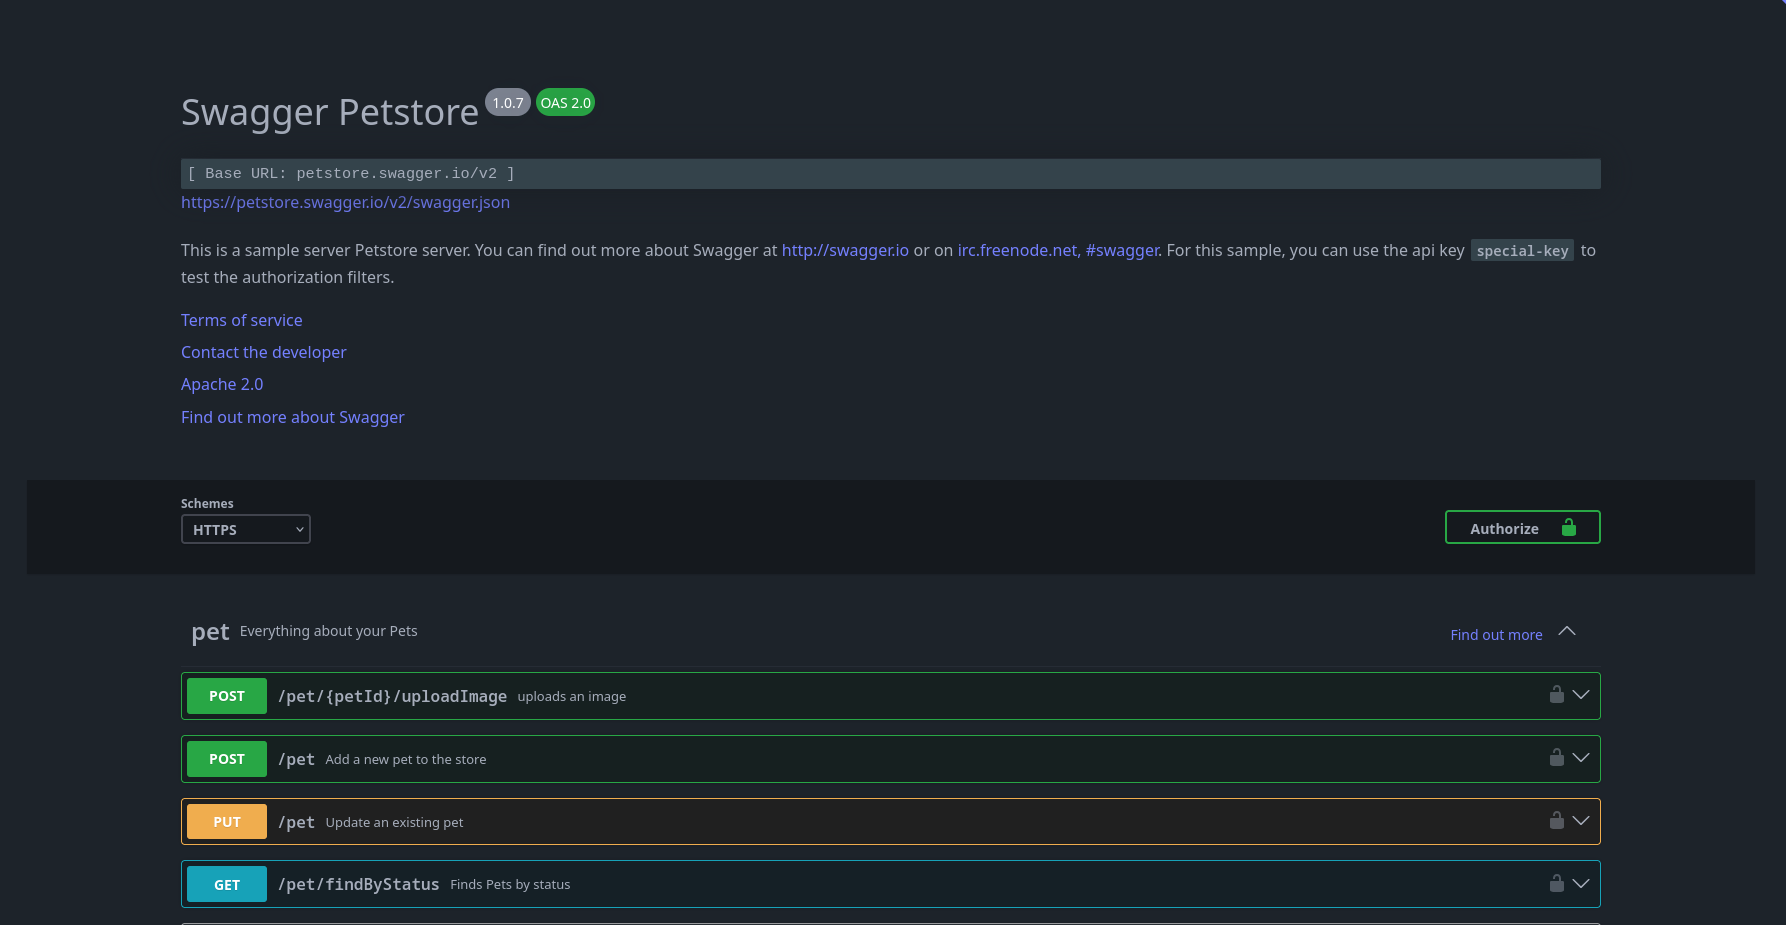 Swagger Petstore 1.0.7 OAS 2.0
[ Base URL: petstore.swagger.io/v2 ]
https://petstore.swagger.io/v2/swagger.json
This is a sample server Petstore server. You can find out more about Swagger at http://swagger.io or on irc.freenode.net, #swagger. For this sample, you can use the api key special-key to
test the authorization filters.
Terms of service
Contact the developer
Apache 2.0
Find out more about Swagger
Schemes
HTTPS
Authorize
pet Everything about your Pets Find out more
POST /pet/{petId}/uploadImage uploads an image
POST /pet Add a new pet to the store
PUT /pet Update an existing pet
GET /pet/findByStatus Finds Pets by status